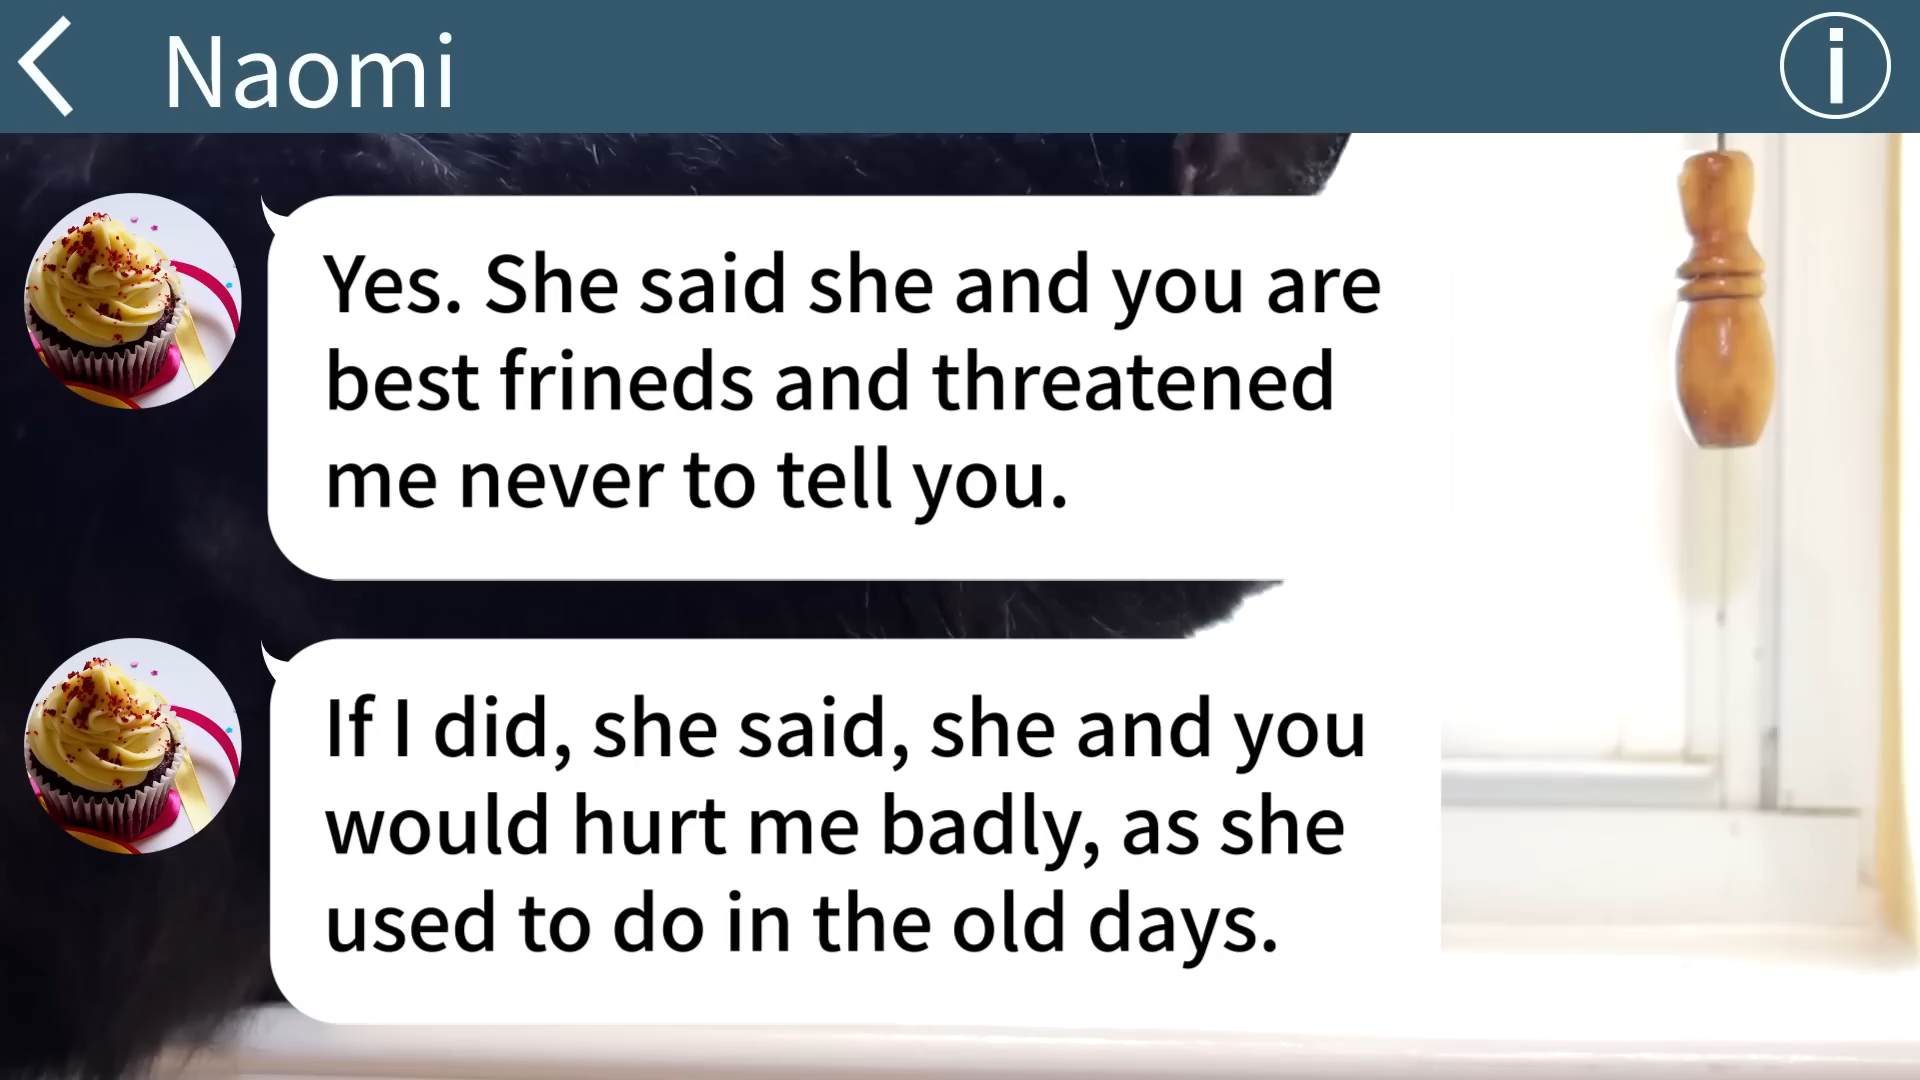 Naomi
Yes. She said she and you are
best frineds and threatened
me never to tell you.
If I did, she said, she and you
would hurt me badly, as she
used to do in the old days.